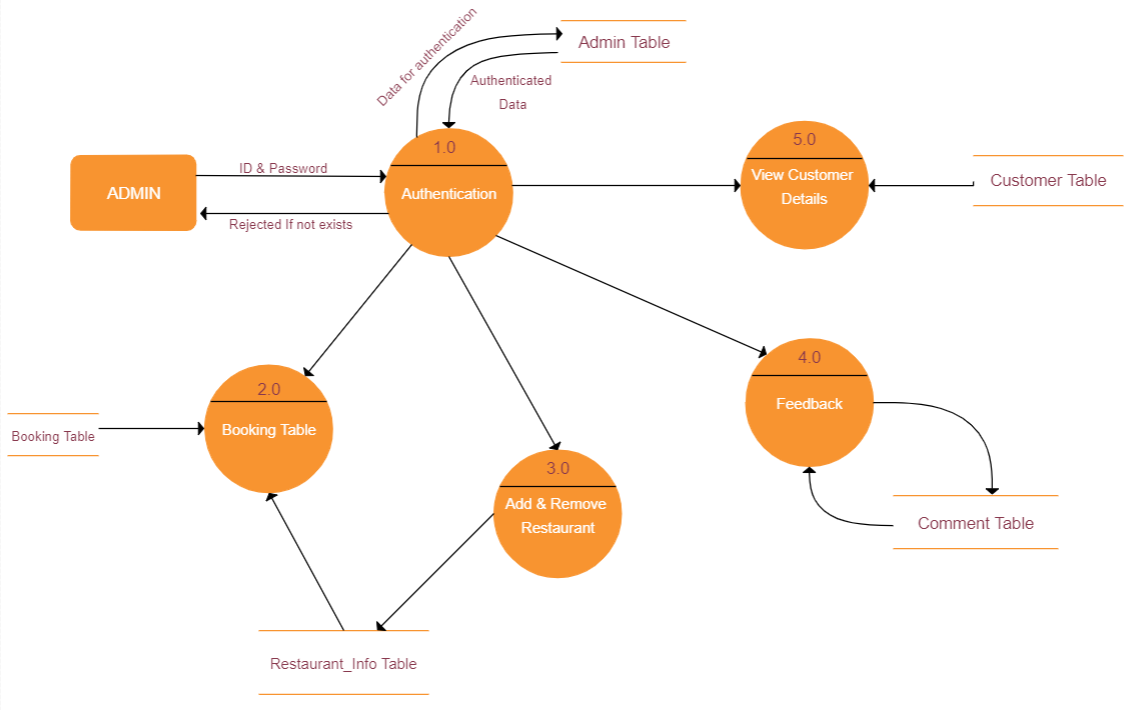 Data for authentication
Admin Table
Authenticated
Data
1.0
Authentication
5.0
View Customer
Details
Customer Table
ADMIN
ID & Password
Rejected If not exists
2.0
Booking Table
Booking Table
3.0
Add & Remove
Restaurant
4.0
Feedback
Comment Table
Restaurant_Info Table